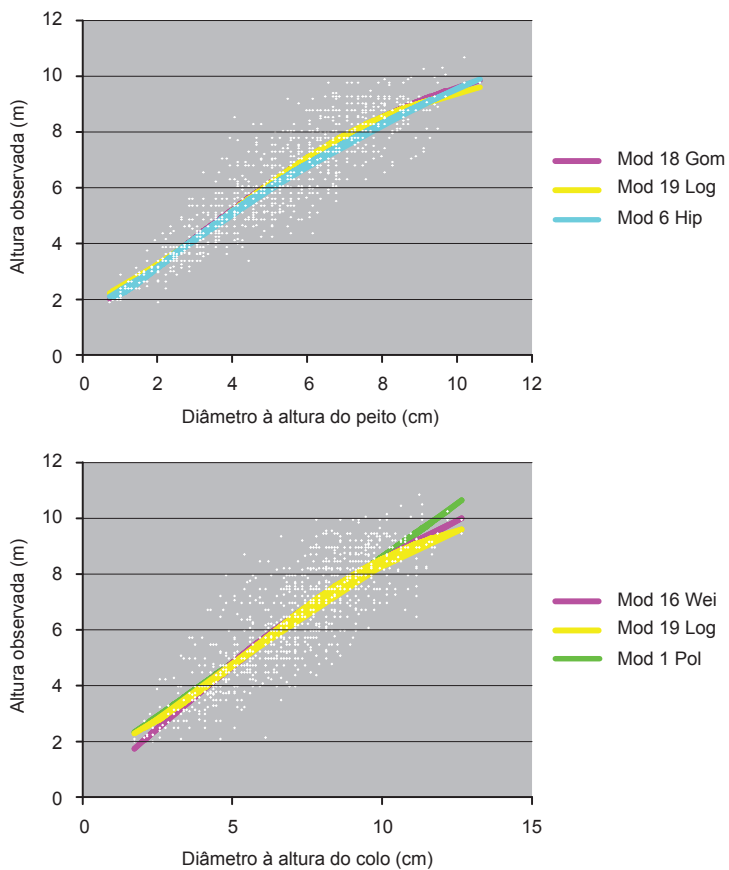 Altura observada (m)
12
10
8
6
4
2
0
0 2 4 6 8 10 12
Diâmetro à altura do peito (cm)
Mod 18 Gom
Mod 19 Log
Mod 6 Hip
Altura observada (m)
12
10
8
6
4
2
0
0 5 10 15
Diâmetro à altura do colo (cm)
Mod 16 Wei
Mod 19 Log
Mod 1 Pol